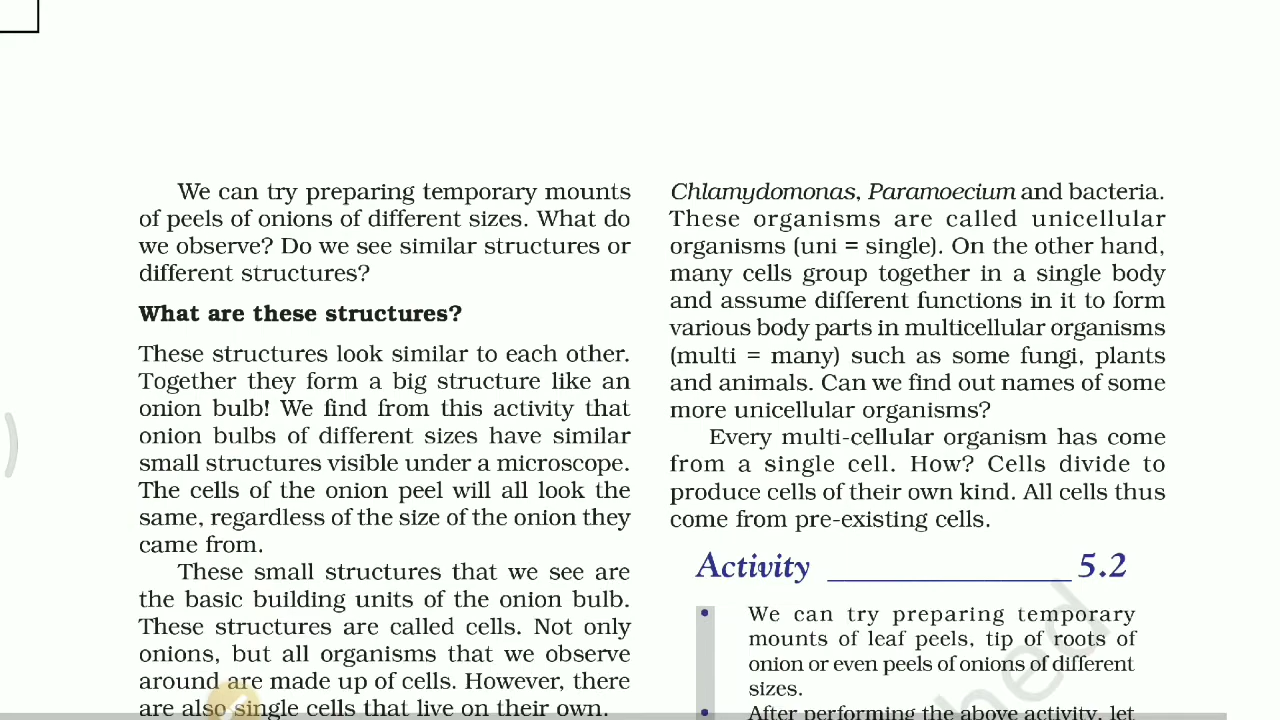 We can try preparing temporary mounts
of peels of onions of different sizes. What do
we observe? Do we see similar structures or
different structures?
What are these structures?
These structures look similar to each other.
Together they form a big structure like an
onion bulb! We find from this activity that
onion bulbs of different sizes have similar
small structures visible under a microscope.
The cells of the onion peel will all look the
same, regardless of the size of the onion they
came from.
These small structures that we see are
the basic building units of the onion bulb.
These structures are called cells. Not only
onions, but all organisms that we observe
around are made up of cells. However, there
are also single cells that live on their own.
Chlamydomonas, Paramoecium and bacteria.
These organisms are called unicellular
organisms (uni = single). On the other hand,
many cells group together in a single body
and assume different functions in it to form
various body parts in multicellular organisms
(multi = many) such as some fungi, plants
and animals. Can we find out names of some
more unicellular organisms?
Every multi-cellular organism has come
from a single cell. How? Cells divide to
produce cells of their own kind. All cells thus
come from pre-existing cells.
Activity ____________ 5.2
• We can try preparing temporary
mounts of leaf peels, tip of roots of
onion or even peels of onions of different
sizes.
• After performing the above activity, let